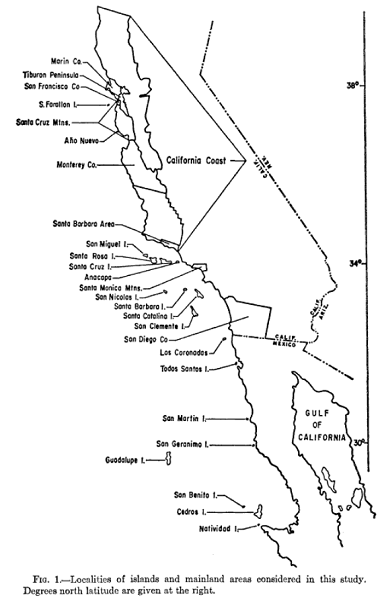 Marin Co.
Tiburon Peninsula
San Francisco Co
S. Farallon I.
Santa Cruz Mtns.
Año Nuevo
Monterey Co.
California Coast
38°
CALIF.
NEV.
Santa Barbara Area
San Miguel I.
Santa Rosa I.
Santa Cruz I.
Anacapa
Santa Monica Mtns.
San Nicolas I.
Santa Barbara I.
Santa Catalina I.
San Clemente I.
San Diego Co
34°
CALIF.
ARIZ.
CALIF.
MEXICO
Los Coronados
Todos Santos I.
San Martin I.
San Geronimo I.
GULF
OF
CALIFORNIA
30°
Guadalupe I.
San Benito I.
Cedros I.
Natividad I.
Fig. 1.—Localities of islands and mainland areas considered in this study.
Degrees north latitude are given at the right.